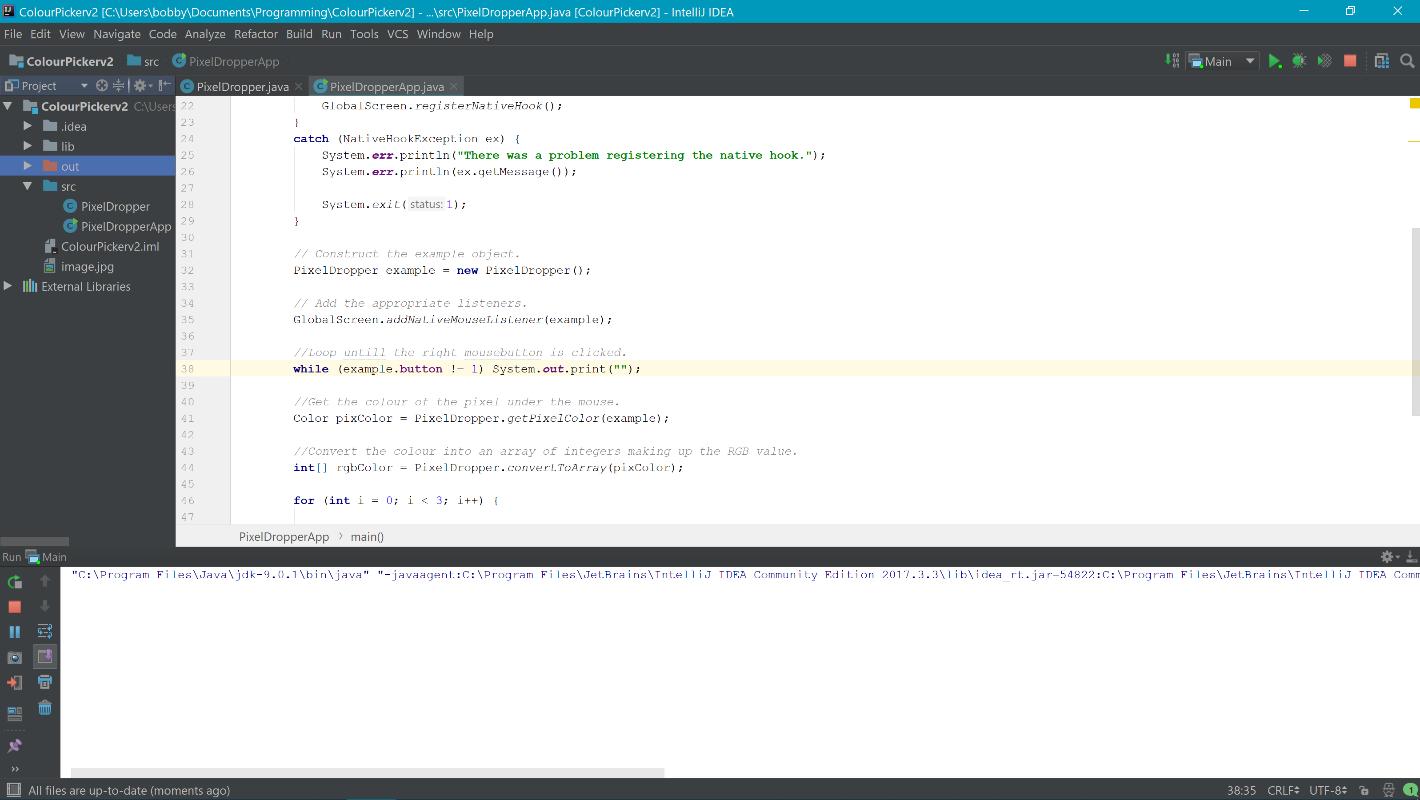 ColourPickerv2 [C:\Users\bobby\Documents\Programming\ColourPickerv2] - ...\src\PixelDropperApp.java [ColourPickerv2] - IntelliJ IDEA
File Edit View Navigate Code Analyze Refactor Build Run Tools VCS Window Help
ColourPickerv2 src PixelDropperApp Main
Project PixelDropper.java PixelDropperApp.java
ColourPickerv2 C:\Users
.idea
lib
out
src
PixelDropper
PixelDropperApp
ColourPickerv2.iml
image.jpg
External Libraries
22 GlobalScreen.registerNativeHook();
23 }
24 catch (NativeHookException ex) {
25 System.err.println("There was a problem registering the native hook.");
26 System.err.println(ex.getMessage());
27
28 System.exit( status: 1);
29 }
30
31 // Construct the example object.
32 PixelDropper example = new PixelDropper();
33
34 // Add the appropriate listeners.
35 GlobalScreen.addNativeMouseListener(example);
36
37 //Loop untill the right mousebutton is clicked.
38 while (example.button != 1) System.out.print("");
39
40 //Get the colour of the pixel under the mouse.
41 Color pixColor = PixelDropper.getPixelColor(example);
42
43 //Convert the colour into an array of integers making up the RGB value.
44 int[] rgbColor = PixelDropper.convertToArray(pixColor);
45
46 for (int i = 0; i < 3; i++) {
47
PixelDropperApp › main()
Run Main
"C:\Program Files\Java\jdk-9.0.1\bin\java" "-javaagent:C:\Program Files\JetBrains\IntelliJ IDEA Community Edition 2017.3.3\lib\idea_rt.jar=54822:C:\Program Files\JetBrains\IntelliJ IDEA Comm
All files are up-to-date (moments ago) 38:35 CRLF UTF-8 1